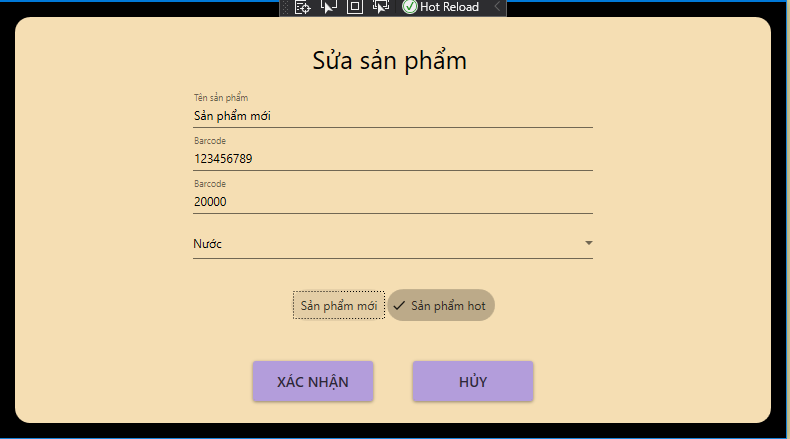 Hot Reload
Sửa sản phẩm
Tên sản phẩm
Sản phẩm mới
Barcode
123456789
Barcode
20000
Nước
Sản phẩm mới Sản phẩm hot
XÁC NHẬN HỦY